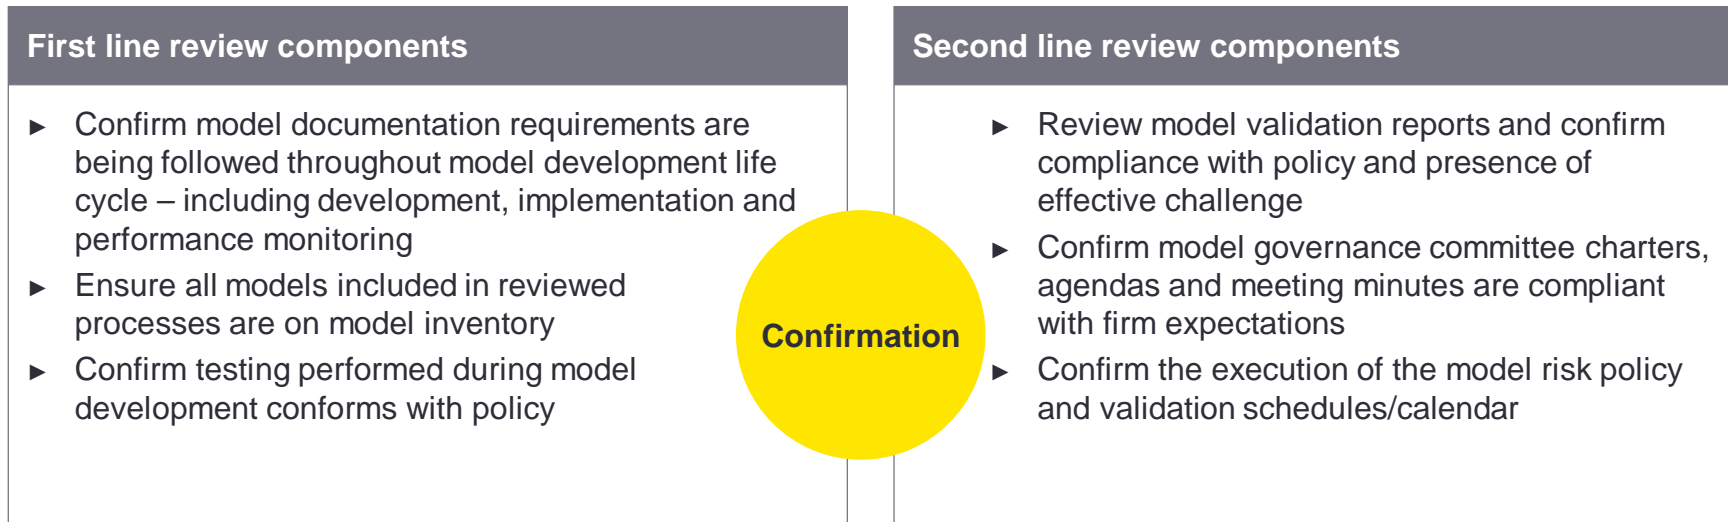 First line review components
► Confirm model documentation requirements are
being followed throughout model development life
cycle – including development, implementation and
performance monitoring
► Ensure all models included in reviewed
processes are on model inventory
► Confirm testing performed during model
development conforms with policy
Confirmation
Second line review components
► Review model validation reports and confirm
compliance with policy and presence of
effective challenge
► Confirm model governance committee charters,
agendas and meeting minutes are compliant
with firm expectations
► Confirm the execution of the model risk policy
and validation schedules/calendar